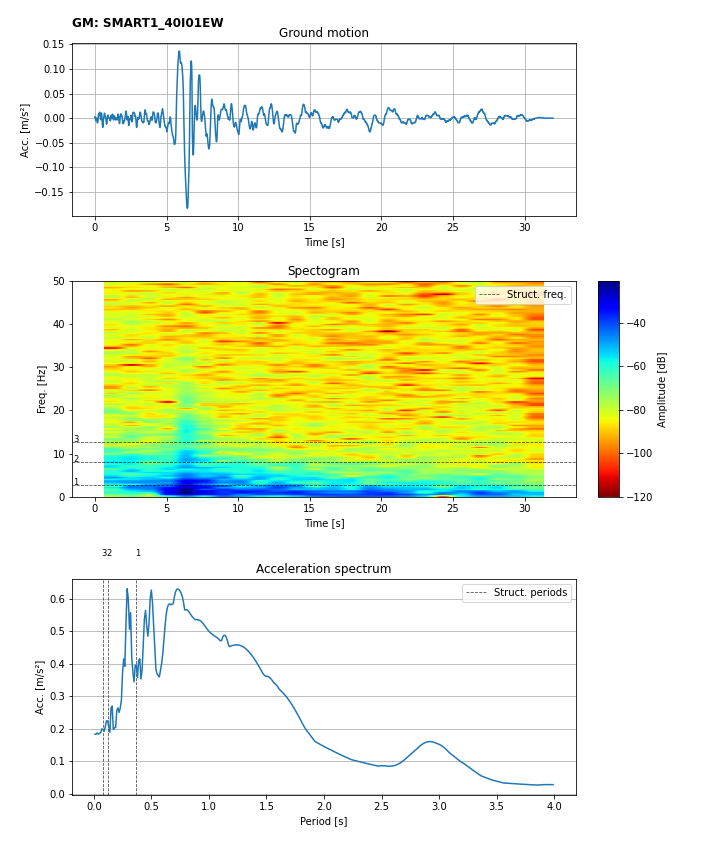 GM: SMART1_40I01EW
Ground motion
0.15
0.10
0.05
0.00
−0.05
−0.10
−0.15
Acc. [m/s²]
0 5 10 15 20 25 30
Time [s]
Spectogram
50
40
30
20
10
0
Freq. [Hz]
Struct. freq.
3
2
1
0 5 10 15 20 25 30
Time [s]
−40
−60
−80
−100
−120
Amplitude [dB]
32 1
Acceleration spectrum
0.6
0.5
0.4
0.3
0.2
0.1
0.0
Acc. [m/s²]
Struct. periods
0.0 0.5 1.0 1.5 2.0 2.5 3.0 3.5 4.0
Period [s]